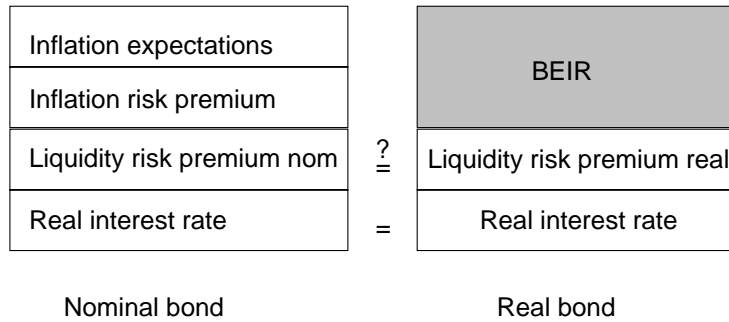 Inflation expectations
BEIR
Inflation risk premium
Liquidity risk premium nom
?
=
Liquidity risk premium real
Real interest rate
=
Real interest rate
Nominal bond
Real bond